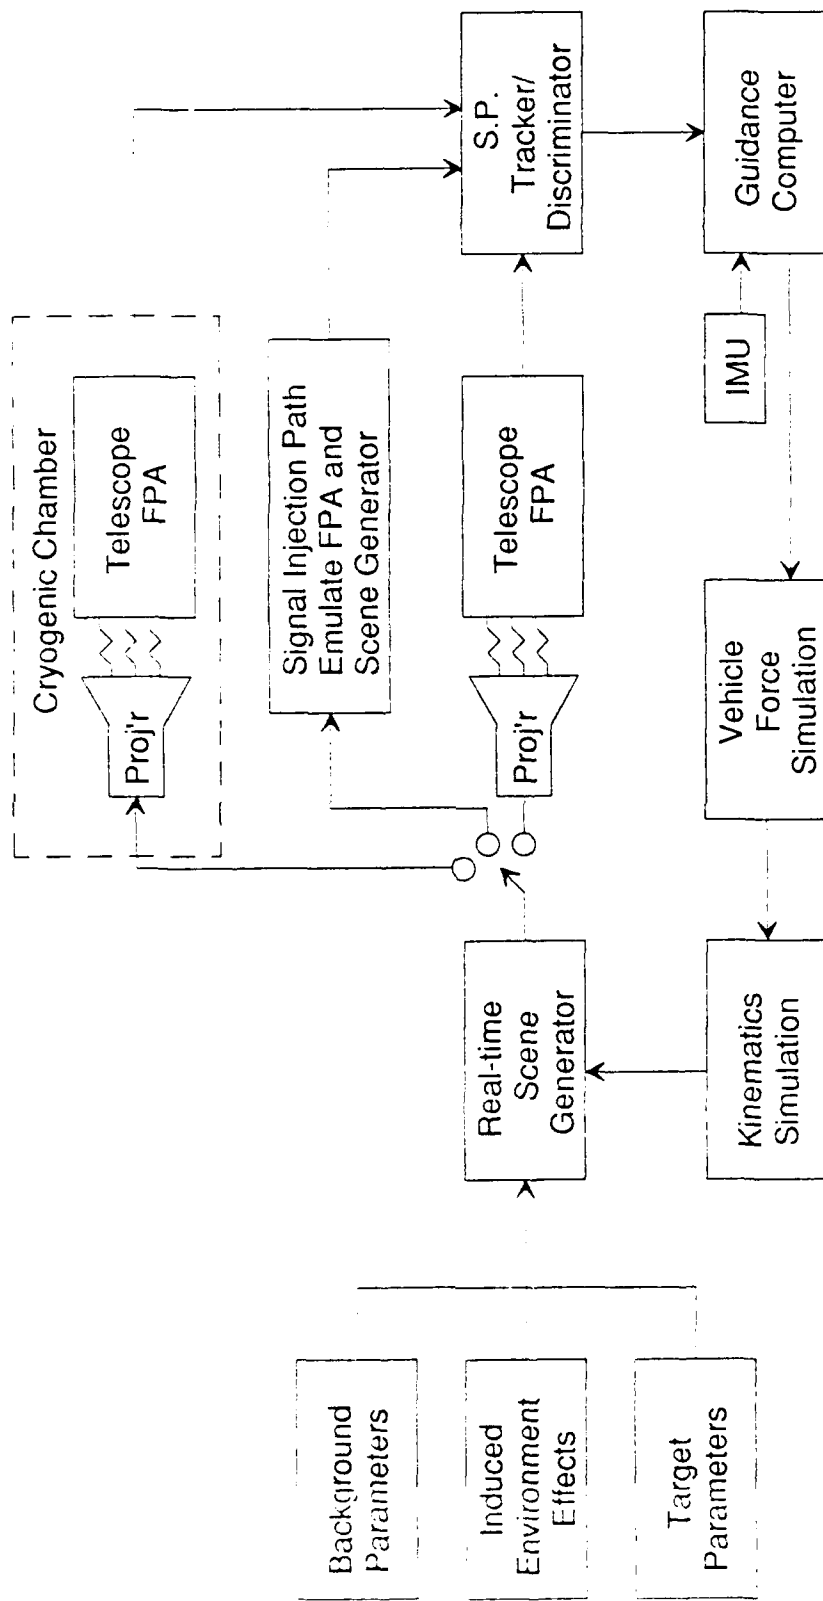 Cryogenic Chamber
Proj'r
Telescope
FPA
Signal Injection Path
Emulate FPA and
Scene Generator
Background
Parameters
Induced
Environment
Effects
Target
Parameters
Real-time
Scene
Generator
Proj'r
Telescope
FPA
S.P.
Tracker/
Discriminator
Kinematics
Simulation
Vehicle
Force
Simulation
IMU
Guidance
Computer